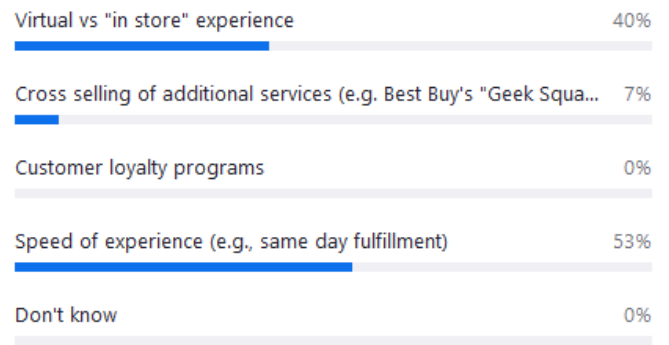 Virtual vs "in store" experience 40%
Cross selling of additional services (e.g. Best Buy's "Geek Squa... 7%
Customer loyalty programs 0%
Speed of experience (e.g., same day fulfillment) 53%
Don't know 0%